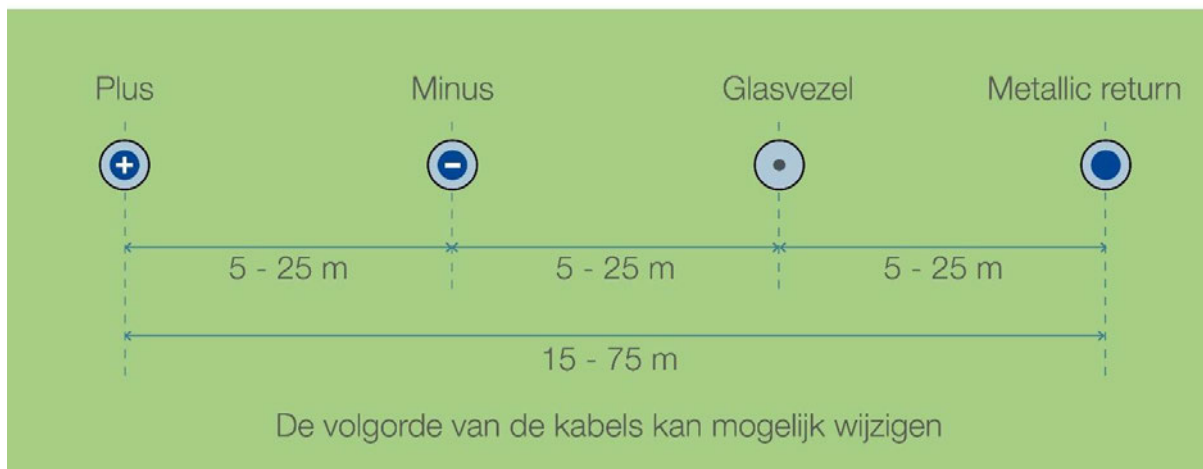 Plus Minus Glasvezel Metallic return
+ −
5 - 25 m 5 - 25 m 5 - 25 m
15 - 75 m
De volgorde van de kabels kan mogelijk wijzigen